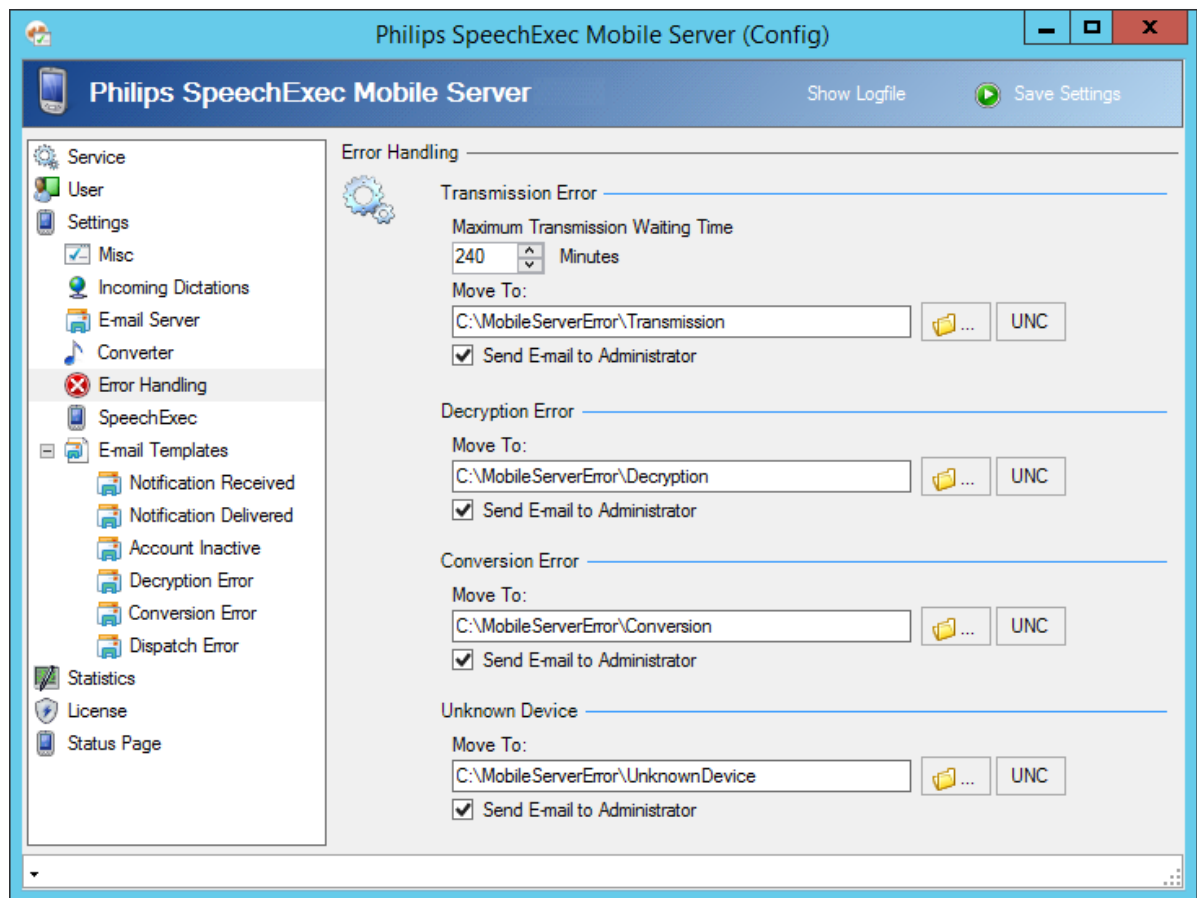 Philips SpeechExec Mobile Server (Config)
Philips SpeechExec Mobile Server
Show Logfile
Save Settings
Service
User
Settings
Misc
Incoming Dictations
E-mail Server
Converter
Error Handling
SpeechExec
E-mail Templates
Notification Received
Notification Delivered
Account Inactive
Decryption Error
Conversion Error
Dispatch Error
Statistics
License
Status Page
Error Handling
Transmission Error
Maximum Transmission Waiting Time
240 Minutes
Move To:
C:\MobileServerError\Transmission ... UNC
Send E-mail to Administrator
Decryption Error
Move To:
C:\MobileServerError\Decryption ... UNC
Send E-mail to Administrator
Conversion Error
Move To:
C:\MobileServerError\Conversion ... UNC
Send E-mail to Administrator
Unknown Device
Move To:
C:\MobileServerError\UnknownDevice ... UNC
Send E-mail to Administrator